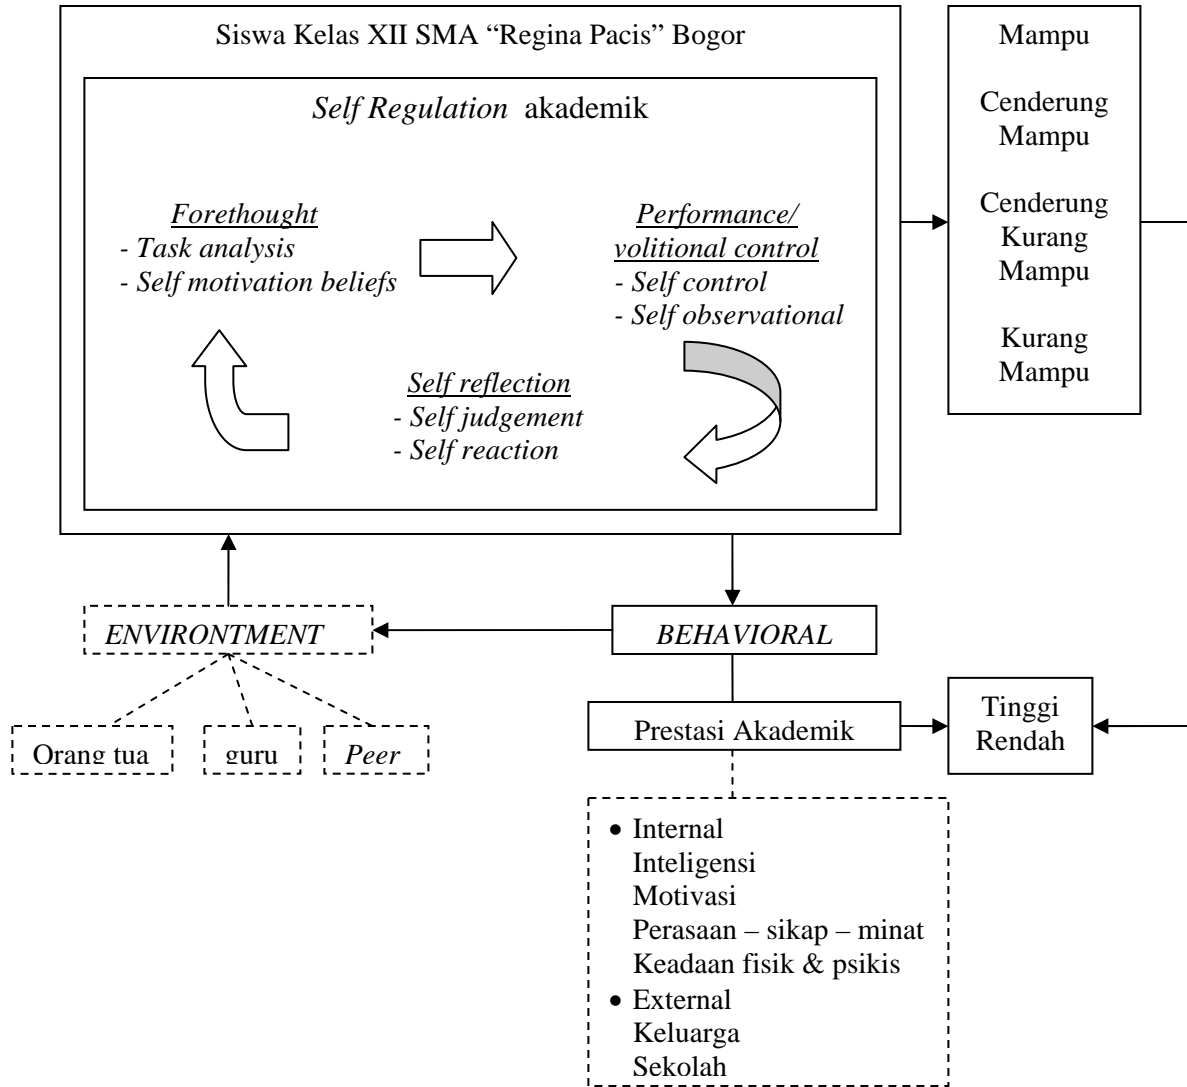 Siswa Kelas XII SMA “Regina Pacis” Bogor
Self Regulation akademik
Forethought
- Task analysis
- Self motivation beliefs
Performance/
volitional control
- Self control
- Self observational
Self reflection
- Self judgement
- Self reaction
Mampu
Cenderung
Mampu
Cenderung
Kurang
Mampu
Kurang
Mampu
ENVIRONTMENT
BEHAVIORAL
Orang tua
guru
Peer
Prestasi Akademik
Tinggi
Rendah
• Internal
Inteligensi
Motivasi
Perasaan – sikap – minat
Keadaan fisik & psikis
• External
Keluarga
Sekolah